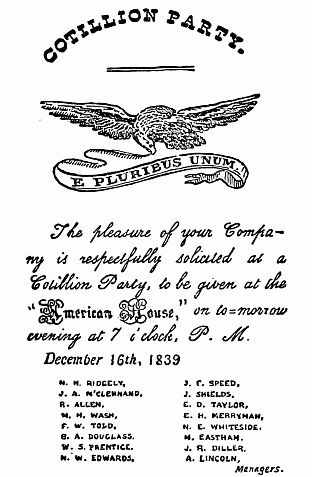 COTILLION PARTY.
E PLURIBUS UNUM
The pleasure of your Compa-
ny is respectfully solicited at a
Cotillion Party, to be given at the
"American House," on to=morrow
evening at 7 o'clock, P. M.
December 16th, 1839
N. H. RIDGELY,
J. A. M'CLERNAND,
R. ALLEN,
M. H. WASH,
F. W. TODD,
S. A. DOUGLASS.
W. S. PRENTICE.
N. W. EDWARDS,
J. F. SPEED,
J. SHIELDS,
E. D. TAYLOR,
E. H. MERRYMAN,
N. E. WHITESIDE.
M. EASTHAM.
J. R. DILLER,
A. LINCOLN,
Managers.